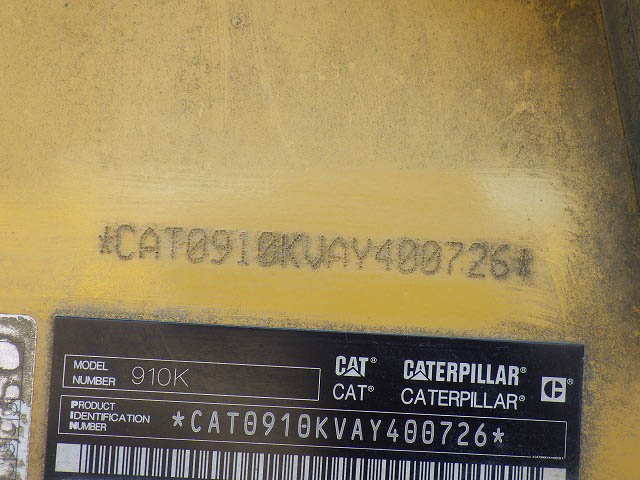 *CAT0910KVAY400726*
MODEL NUMBER 910K
CAT® CATERPILLAR®
CAT® CATERPILLAR®
PRODUCT IDENTIFICATION NUMBER *CAT0910KVAY400726*